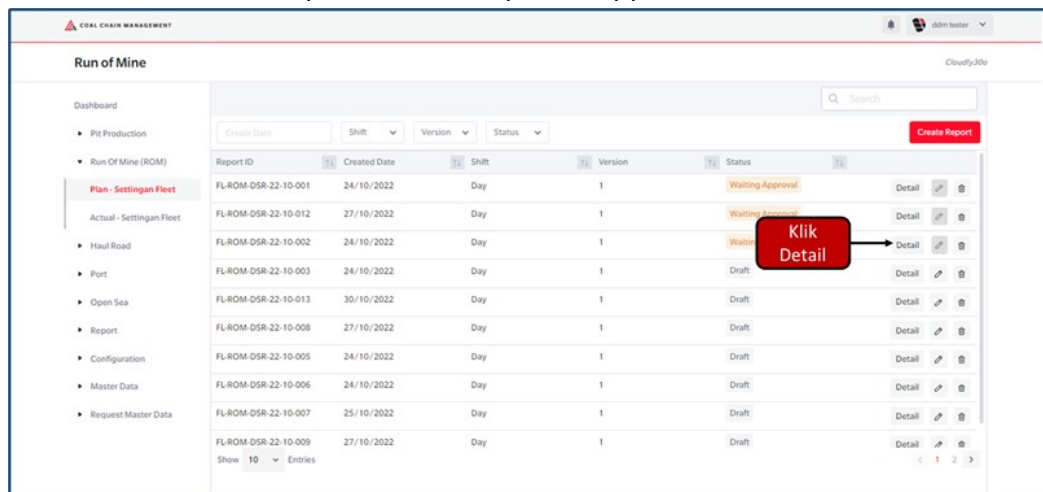 COAL CHAIN MANAGEMENT
ddm tester
Run of Mine
Cloudly30o
Dashboard
Search
Pit Production
Create Date
Shift
Version
Status
Create Report
Run Of Mine (ROM)
Report ID Created Date Shift Version Status
Plan - Settingan Fleet
FL-ROM-DSR-22-10-001 24/10/2022 Day 1 Waiting Approval Detail
Actual - Settingan Fleet
FL-ROM-DSR-22-10-012 27/10/2022 Day 1 Waiting Approval Detail
Haul Road
FL-ROM-DSR-22-10-002 24/10/2022 Day 1 Detail
Klik
Detail
Port
FL-ROM-DSR-22-10-003 24/10/2022 Day 1 Draft Detail
Open Sea
FL-ROM-DSR-22-10-013 30/10/2022 Day 1 Draft Detail
Report
FL-ROM-DSR-22-10-008 27/10/2022 Day 1 Draft Detail
Configuration
FL-ROM-DSR-22-10-005 24/10/2022 Day 1 Draft Detail
Master Data
FL-ROM-DSR-22-10-006 24/10/2022 Day 1 Draft Detail
Request Master Data
FL-ROM-DSR-22-10-007 25/10/2022 Day 1 Draft Detail
FL-ROM-DSR-22-10-009 27/10/2022 Day 1 Draft Detail
Show 10 Entries
< 1 2 >